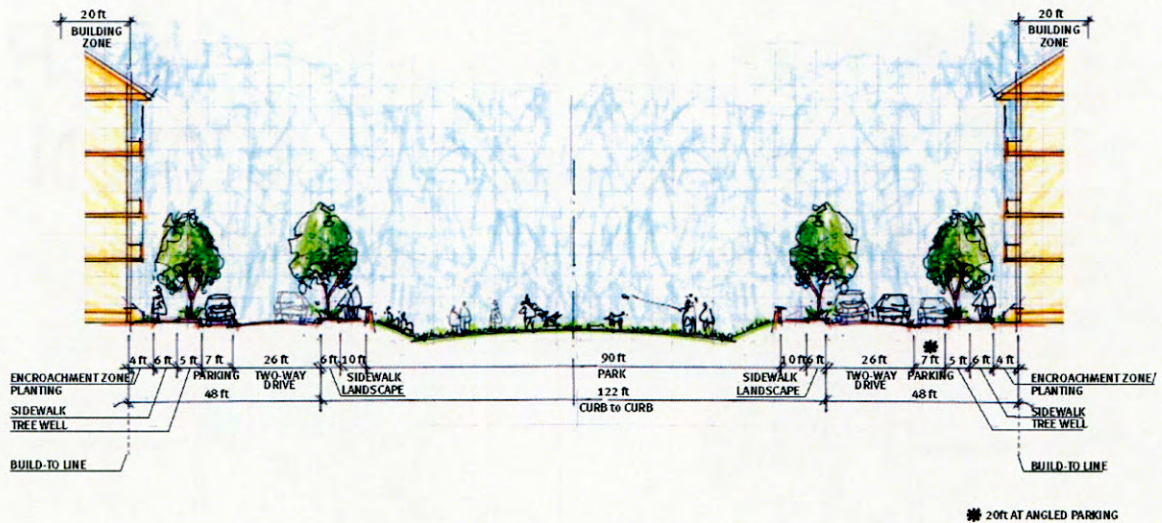 20 ft
BUILDING
ZONE
20 ft
BUILDING
ZONE
4 ft 6 ft 5 ft 7 ft 26 ft 6 ft 10 ft 90 ft 10 ft 6 ft 26 ft 7 ft 5 ft 6 ft 4 ft
ENCROACHMENT ZONE/
PLANTING
PARKING
TWO-WAY
DRIVE
SIDEWALK
LANDSCAPE
PARK
SIDEWALK
LANDSCAPE
TWO-WAY
DRIVE
PARKING
ENCROACHMENT ZONE/
PLANTING
48 ft
122 ft
48 ft
CURB to CURB
SIDEWALK
TREE WELL
SIDEWALK
TREE WELL
BUILD-TO LINE
BUILD-TO LINE
✱ 20ft AT ANGLED PARKING